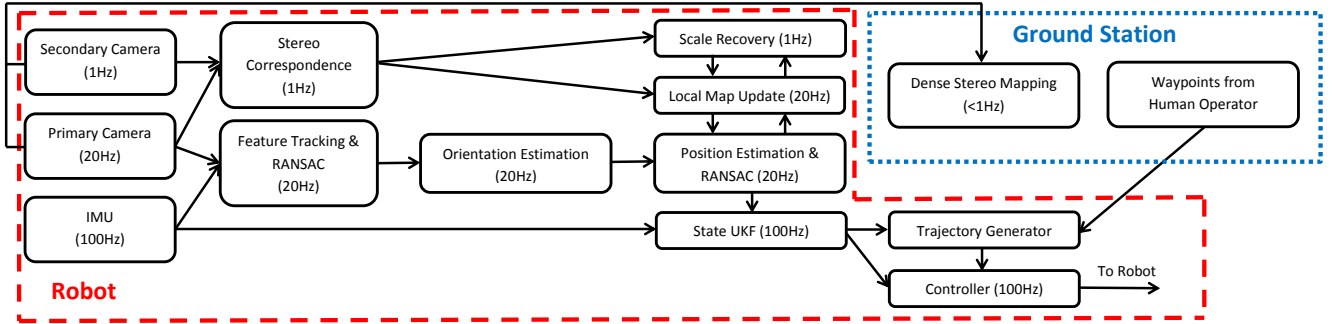 Secondary Camera
(1Hz)
Stereo
Correspondence
(1Hz)
Scale Recovery (1Hz)
Ground Station
Dense Stereo Mapping
(<1Hz)
Waypoints from
Human Operator
Local Map Update (20Hz)
Primary Camera
(20Hz)
Feature Tracking &
RANSAC
(20Hz)
Orientation Estimation
(20Hz)
Position Estimation &
RANSAC (20Hz)
IMU
(100Hz)
State UKF (100Hz)
Trajectory Generator
Controller (100Hz)
To Robot
Robot